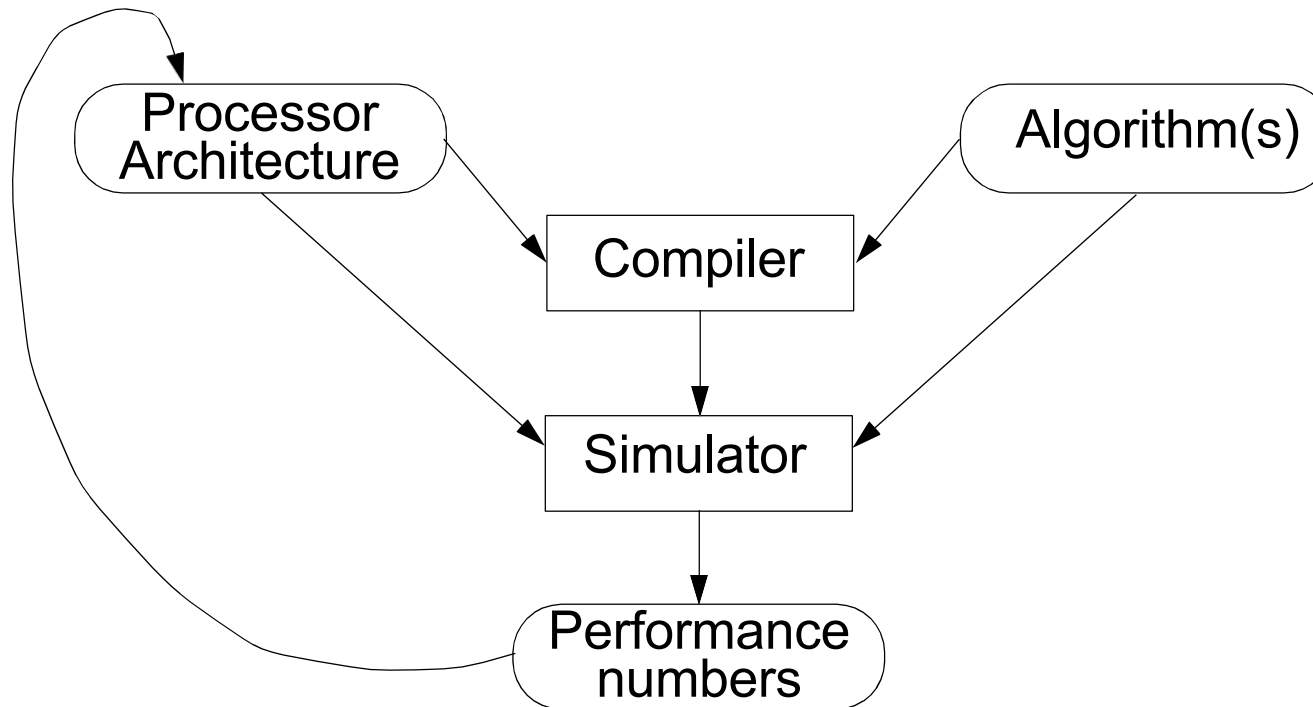 Processor
Architecture
Algorithm(s)
Compiler
Simulator
Performance
numbers